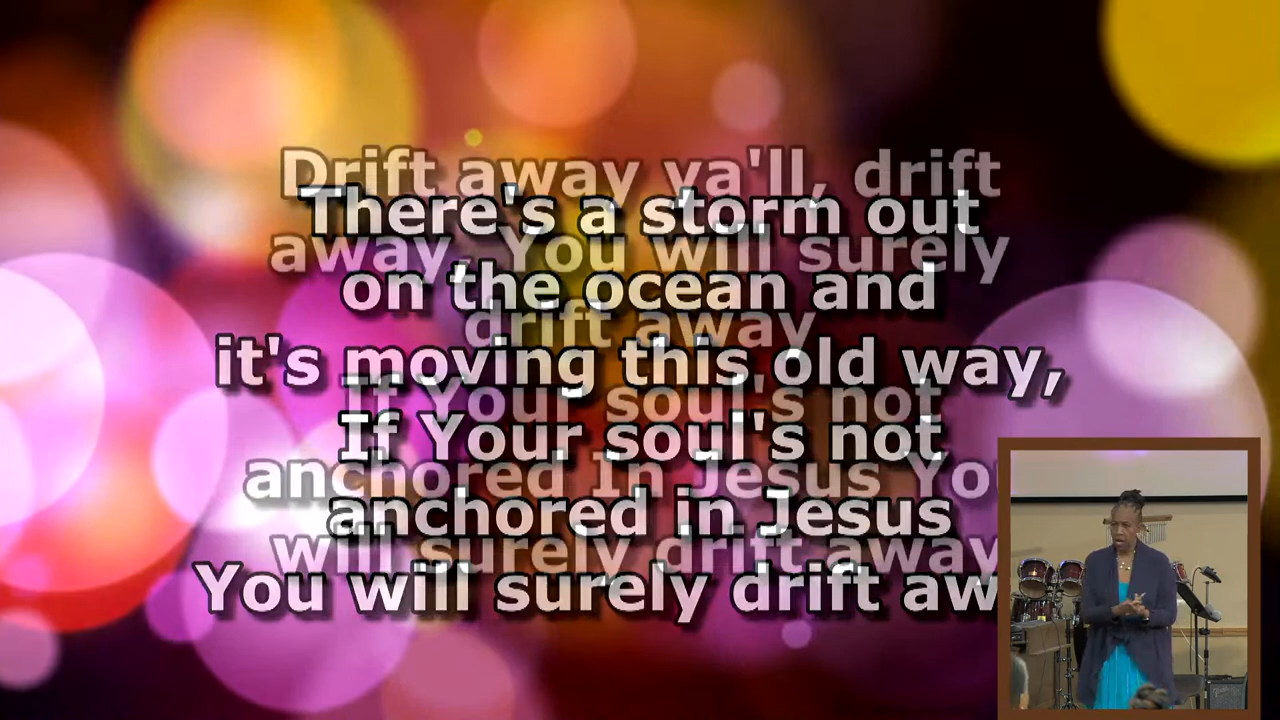 Drift away ya'll, drift
away, You will surely
drift away
If Your soul's not
anchored In Jesus Yo
will surely drift away
There's a storm out
on the ocean and
it's moving this old way,
If Your soul's not
anchored in Jesus
You will surely drift aw